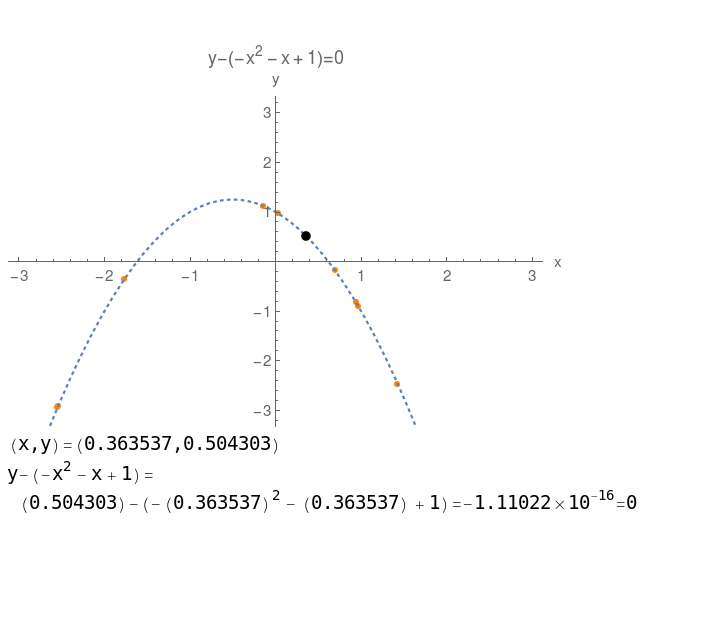 y−(−x² − x + 1)=0
y
3
2
1
−3 −2 −1 1 2 3 x
−1
−2
−3
(x,y)=(0.363537,0.504303)
y−(−x² − x + 1)=
(0.504303)−(−(0.363537)² − (0.363537) + 1)=−1.11022×10⁻¹⁶=0